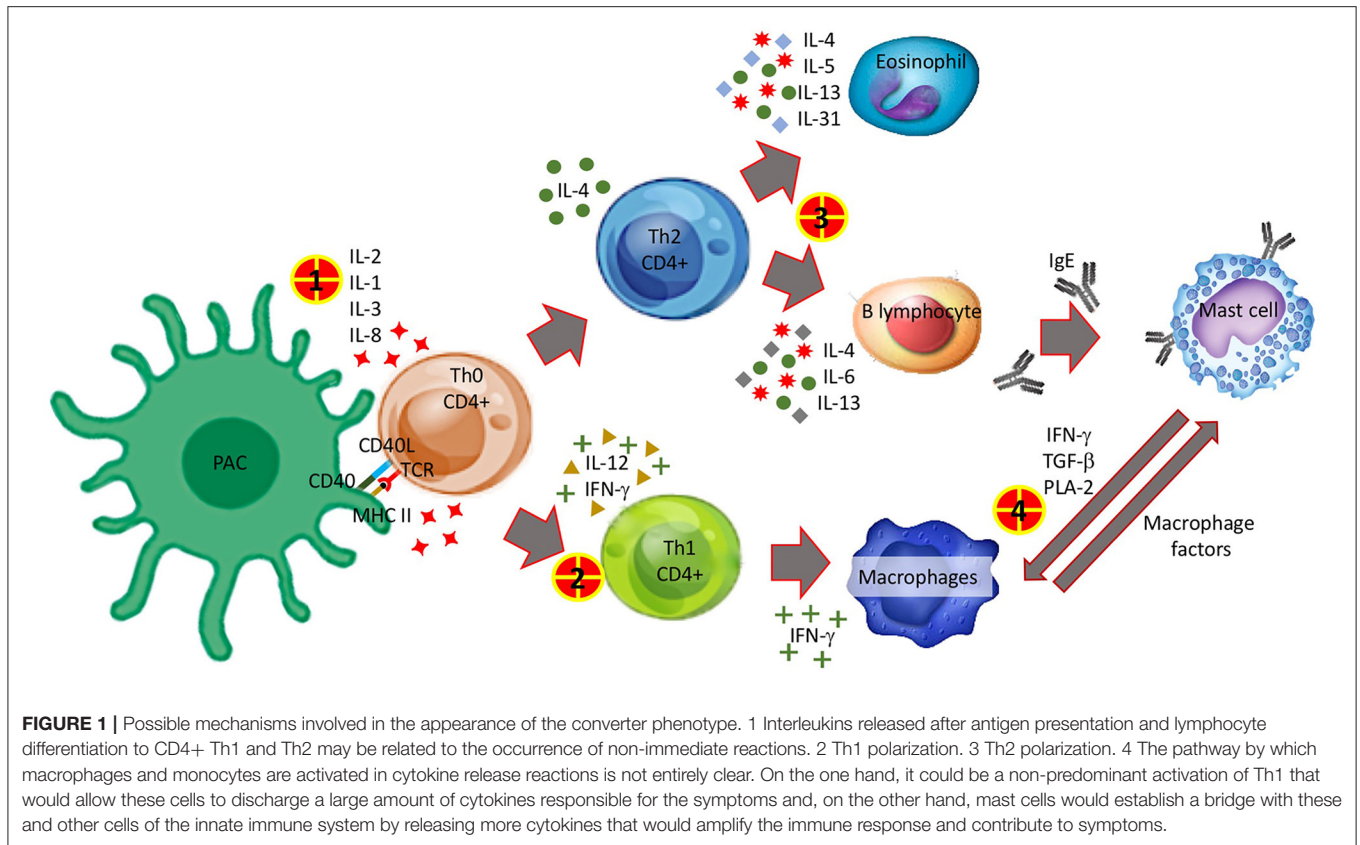 IL-4
IL-5
IL-13
IL-31
Eosinophil
IL-4
Th2
CD4+
3
1
IL-2
IL-1
IL-3
IL-8
IgE
B lymphocyte
Mast cell
IL-4
IL-6
IL-13
Th0
CD4+
PAC
CD40L
TCR
CD40
MHC II
IL-12
IFN-γ
2
Th1
CD4+
IFN-γ
Macrophages
IFN-γ
TGF-β
PLA-2
4
Macrophage
factors
FIGURE 1 | Possible mechanisms involved in the appearance of the converter phenotype. 1 Interleukins released after antigen presentation and lymphocyte
differentiation to CD4+ Th1 and Th2 may be related to the occurrence of non-immediate reactions. 2 Th1 polarization. 3 Th2 polarization. 4 The pathway by which
macrophages and monocytes are activated in cytokine release reactions is not entirely clear. On the one hand, it could be a non-predominant activation of Th1 that
would allow these cells to discharge a large amount of cytokines responsible for the symptoms and, on the other hand, mast cells would establish a bridge with these
and other cells of the innate immune system by releasing more cytokines that would amplify the immune response and contribute to symptoms.